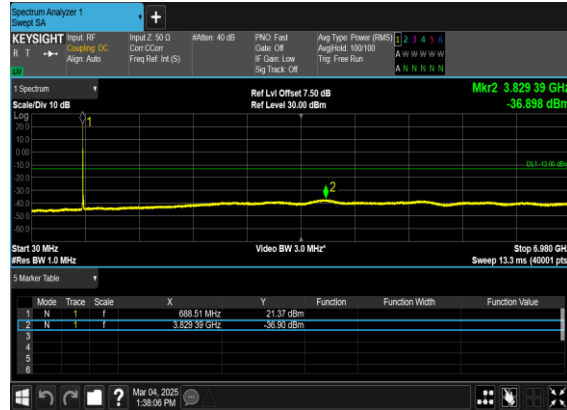 Spectrum Analyzer 1
Swept SA
+
KEYSIGHT Input: RF Input Z: 50 Ω #Atten: 40 dB PNO: Fast Avg Type: Power (RMS) 1 2 3 4 5 6
R T Coupling: DC Corr CCorr Gate: Off Avg|Hold: 100/100 A W W W W W
Align: Auto Freq Ref: Int (S) IF Gain: Low Trig: Free Run
Sig Track: Off A N N N N N
1 Spectrum Ref Lvl Offset 7.50 dB Mkr2 3.829 39 GHz
Scale/Div 10 dB Ref Level 30.00 dBm -36.898 dBm
Log
20.0
10.0
0.00
-10.0
DL1 -13.00 dBm
-20.0
-30.0
-40.0
-50.0
-60.0
1
2
Start 30 MHz Video BW 3.0 MHz* Stop 6.980 GHz
#Res BW 1.0 MHz Sweep 13.3 ms (40001 pts)
5 Marker Table
Mode Trace Scale X Y Function Function Width Function Value
1 N 1 f 688.51 MHz 21.37 dBm
2 N 1 f 3.829 39 GHz -36.90 dBm
3
4
5
6
? Mar 04, 2025
1:38:06 PM